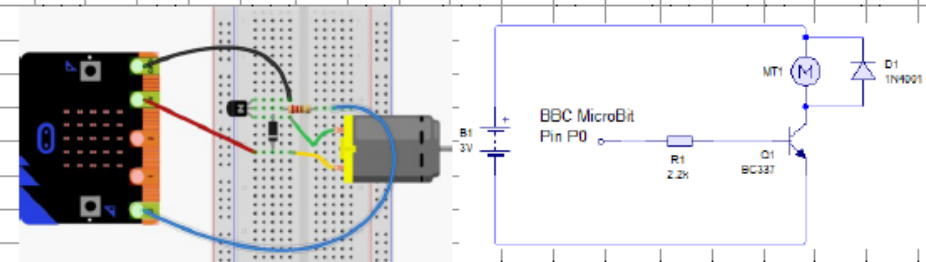 BBC MicroBit
Pin P0
B1
3V
R1
2.2k
MT1
M
D1
1N4001
Q1
BC337